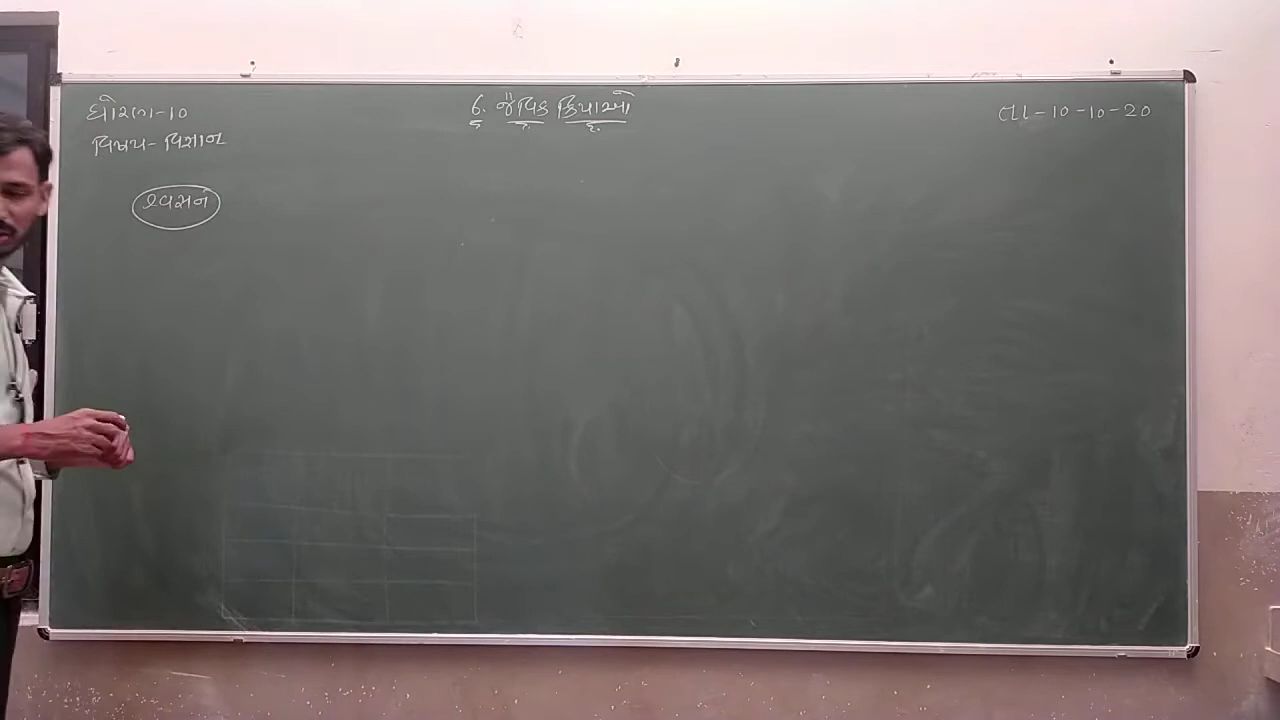 ધોરણ-10
6. જૈવિક ક્રિયાઓ
તા-10-10-20
વિષય-વિજ્ઞાન
શ્વસન